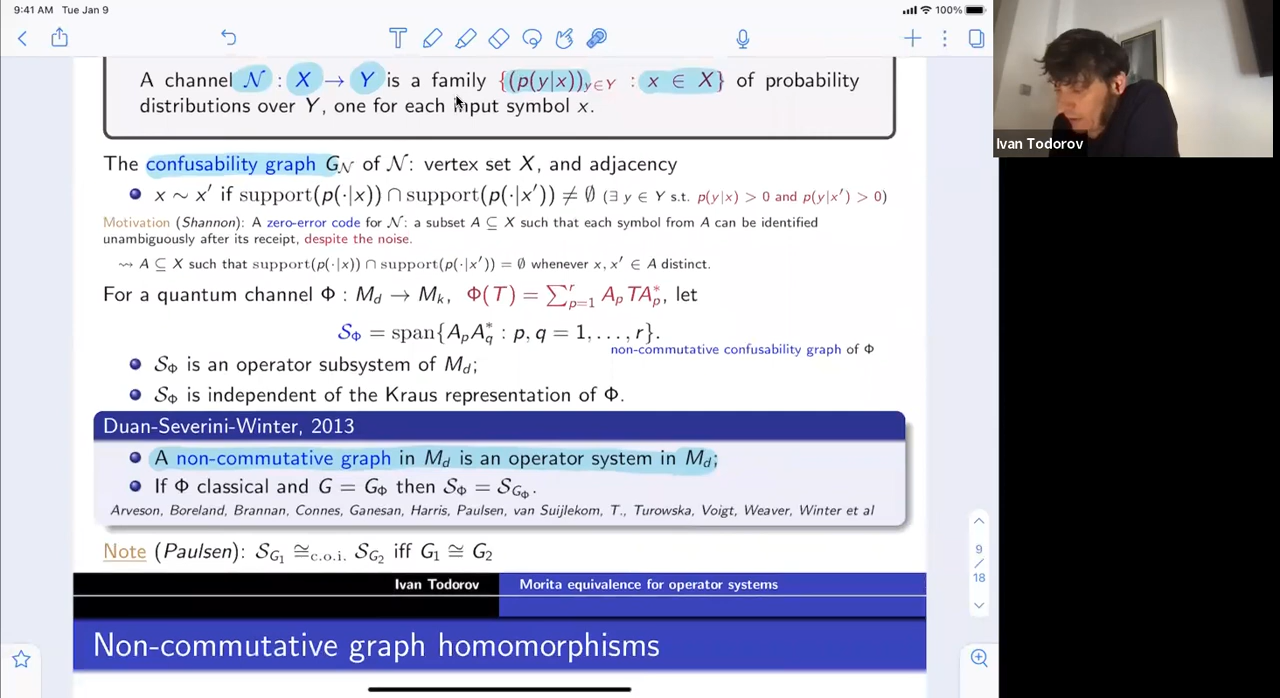 9:41 AM Tue Jan 9
100%
A channel 𝒩 : X → Y is a family {(p(y|x))_{y∈Y} : x ∈ X} of probability
distributions over Y, one for each input symbol x.
The confusability graph G_𝒩 of 𝒩: vertex set X, and adjacency
x ∼ x′ if support(p(·|x)) ∩ support(p(·|x′)) ≠ ∅ (∃ y ∈ Y s.t. p(y|x) > 0 and p(y|x′) > 0)
Motivation (Shannon): A zero-error code for 𝒩: a subset A ⊆ X such that each symbol from A can be identified
unambiguously after its receipt, despite the noise.
⇝ A ⊆ X such that support(p(·|x)) ∩ support(p(·|x′)) = ∅ whenever x, x′ ∈ A distinct.
For a quantum channel Φ : M_d → M_k, Φ(T) = ∑_{p=1}^{r} A_p T A_p^*, let
𝒮_Φ = span{A_p A_q^* : p, q = 1, . . . , r}.
non-commutative confusability graph of Φ
𝒮_Φ is an operator subsystem of M_d;
𝒮_Φ is independent of the Kraus representation of Φ.
Duan-Severini-Winter, 2013
A non-commutative graph in M_d is an operator system in M_d;
If Φ classical and G = G_Φ then 𝒮_Φ = 𝒮_{G_Φ}.
Arveson, Boreland, Brannan, Connes, Ganesan, Harris, Paulsen, van Suijlekom, T., Turowska, Voigt, Weaver, Winter et al
Note (Paulsen): 𝒮_{G_1} ≅_{c.o.i.} 𝒮_{G_2} iff G_1 ≅ G_2
Ivan Todorov Morita equivalence for operator systems
Non-commutative graph homomorphisms
9
/
18
Ivan Todorov